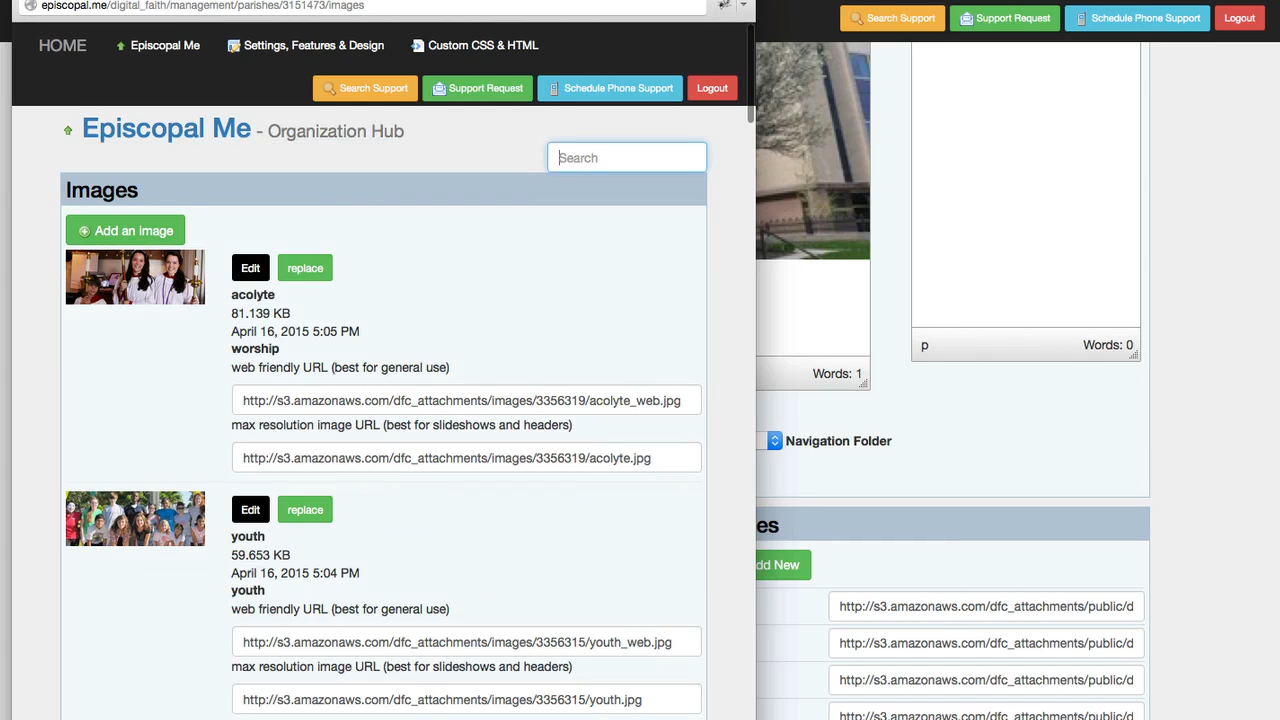 episcopal.me/digital_faith/management/parishes/3151473/images
Search Support
Support Request
Schedule Phone Support
Logout
HOME
Episcopal Me
Settings, Features & Design
Custom CSS & HTML
Search Support
Support Request
Schedule Phone Support
Logout
Episcopal Me - Organization Hub
Search
Images
Add an image
Edit
replace
acolyte
81.139 KB
April 16, 2015 5:05 PM
worship
web friendly URL (best for general use)
http://s3.amazonaws.com/dfc_attachments/images/3356319/acolyte_web.jpg
max resolution image URL (best for slideshows and headers)
http://s3.amazonaws.com/dfc_attachments/images/3356319/acolyte.jpg
Edit
replace
youth
59.653 KB
April 16, 2015 5:04 PM
youth
web friendly URL (best for general use)
http://s3.amazonaws.com/dfc_attachments/images/3356315/youth_web.jpg
max resolution image URL (best for slideshows and headers)
http://s3.amazonaws.com/dfc_attachments/images/3356315/youth.jpg
p
Words: 0
Words: 1
Navigation Folder
es
dd New
http://s3.amazonaws.com/dfc_attachments/public/d
http://s3.amazonaws.com/dfc_attachments/public/d
http://s3.amazonaws.com/dfc_attachments/public/d
http://s3.amazonaws.com/dfc_attachments/public/d